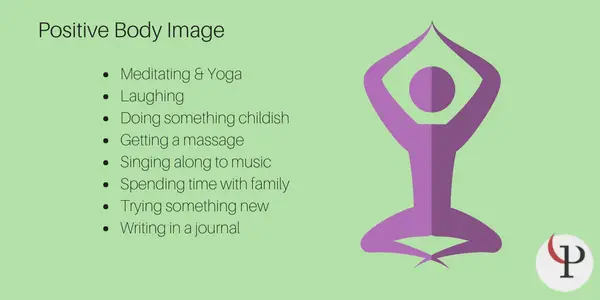 Positive Body Image
• Meditating & Yoga
• Laughing
• Doing something childish
• Getting a massage
• Singing along to music
• Spending time with family
• Trying something new
• Writing in a journal
P